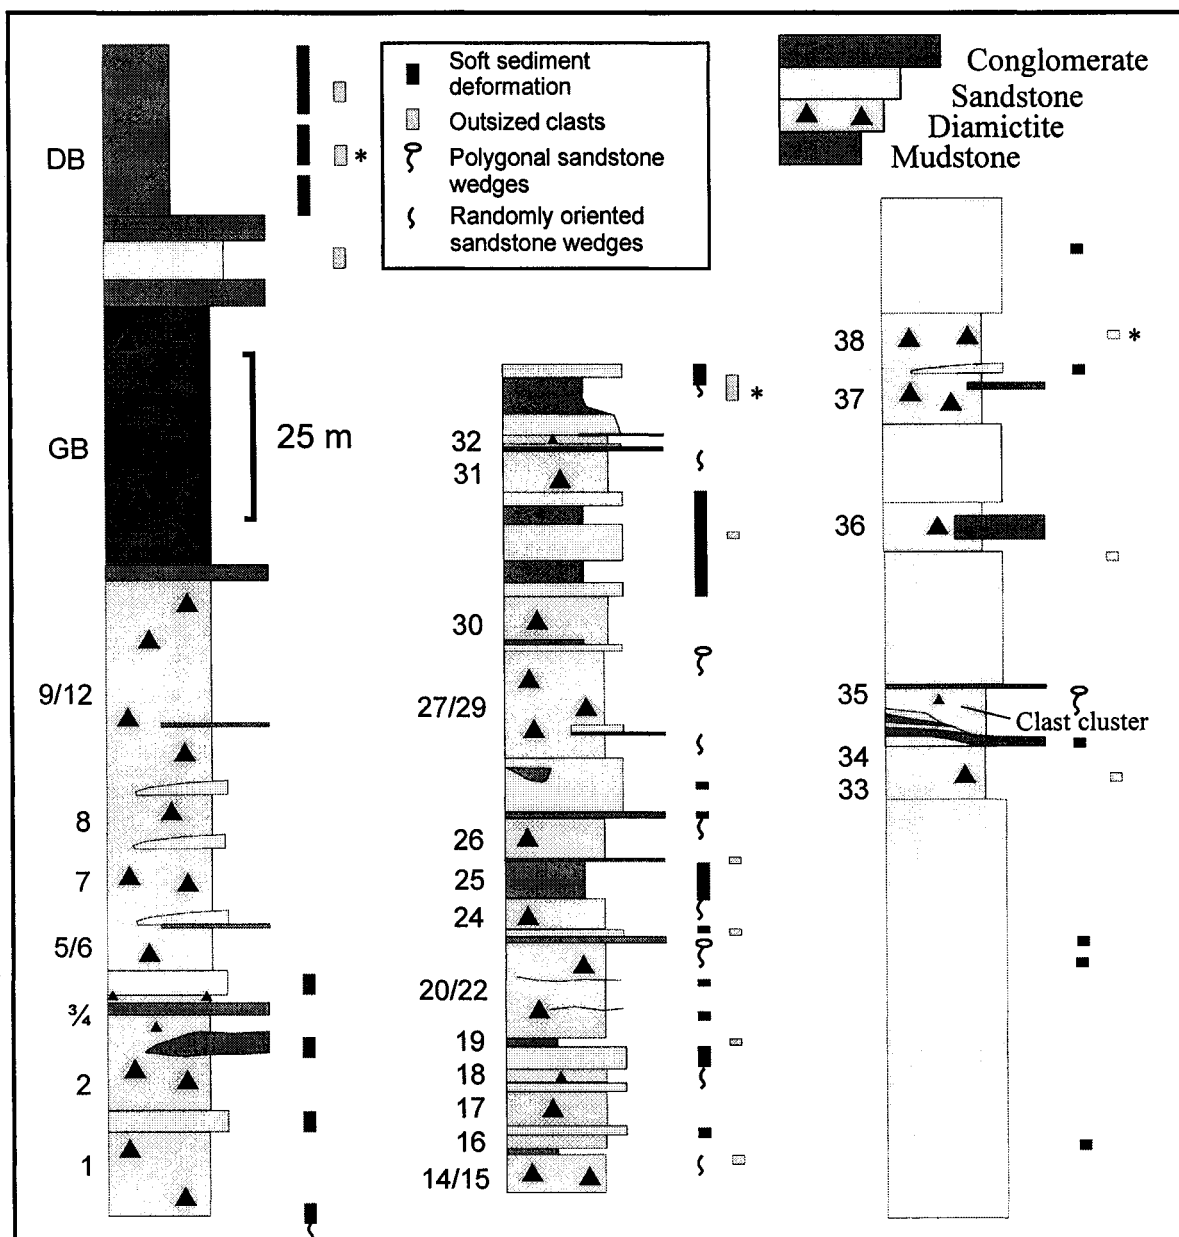 Soft sediment
deformation
Outsized clasts
Polygonal sandstone
wedges
Randomly oriented
sandstone wedges
Conglomerate
Sandstone
Diamictite
Mudstone
DB
*
GB
25 m
9/12
8
7
5/6
¾
2
1
*
32
31
30
27/29
26
25
24
20/22
19
18
17
16
14/15
38
*
37
36
35
Clast cluster
34
33